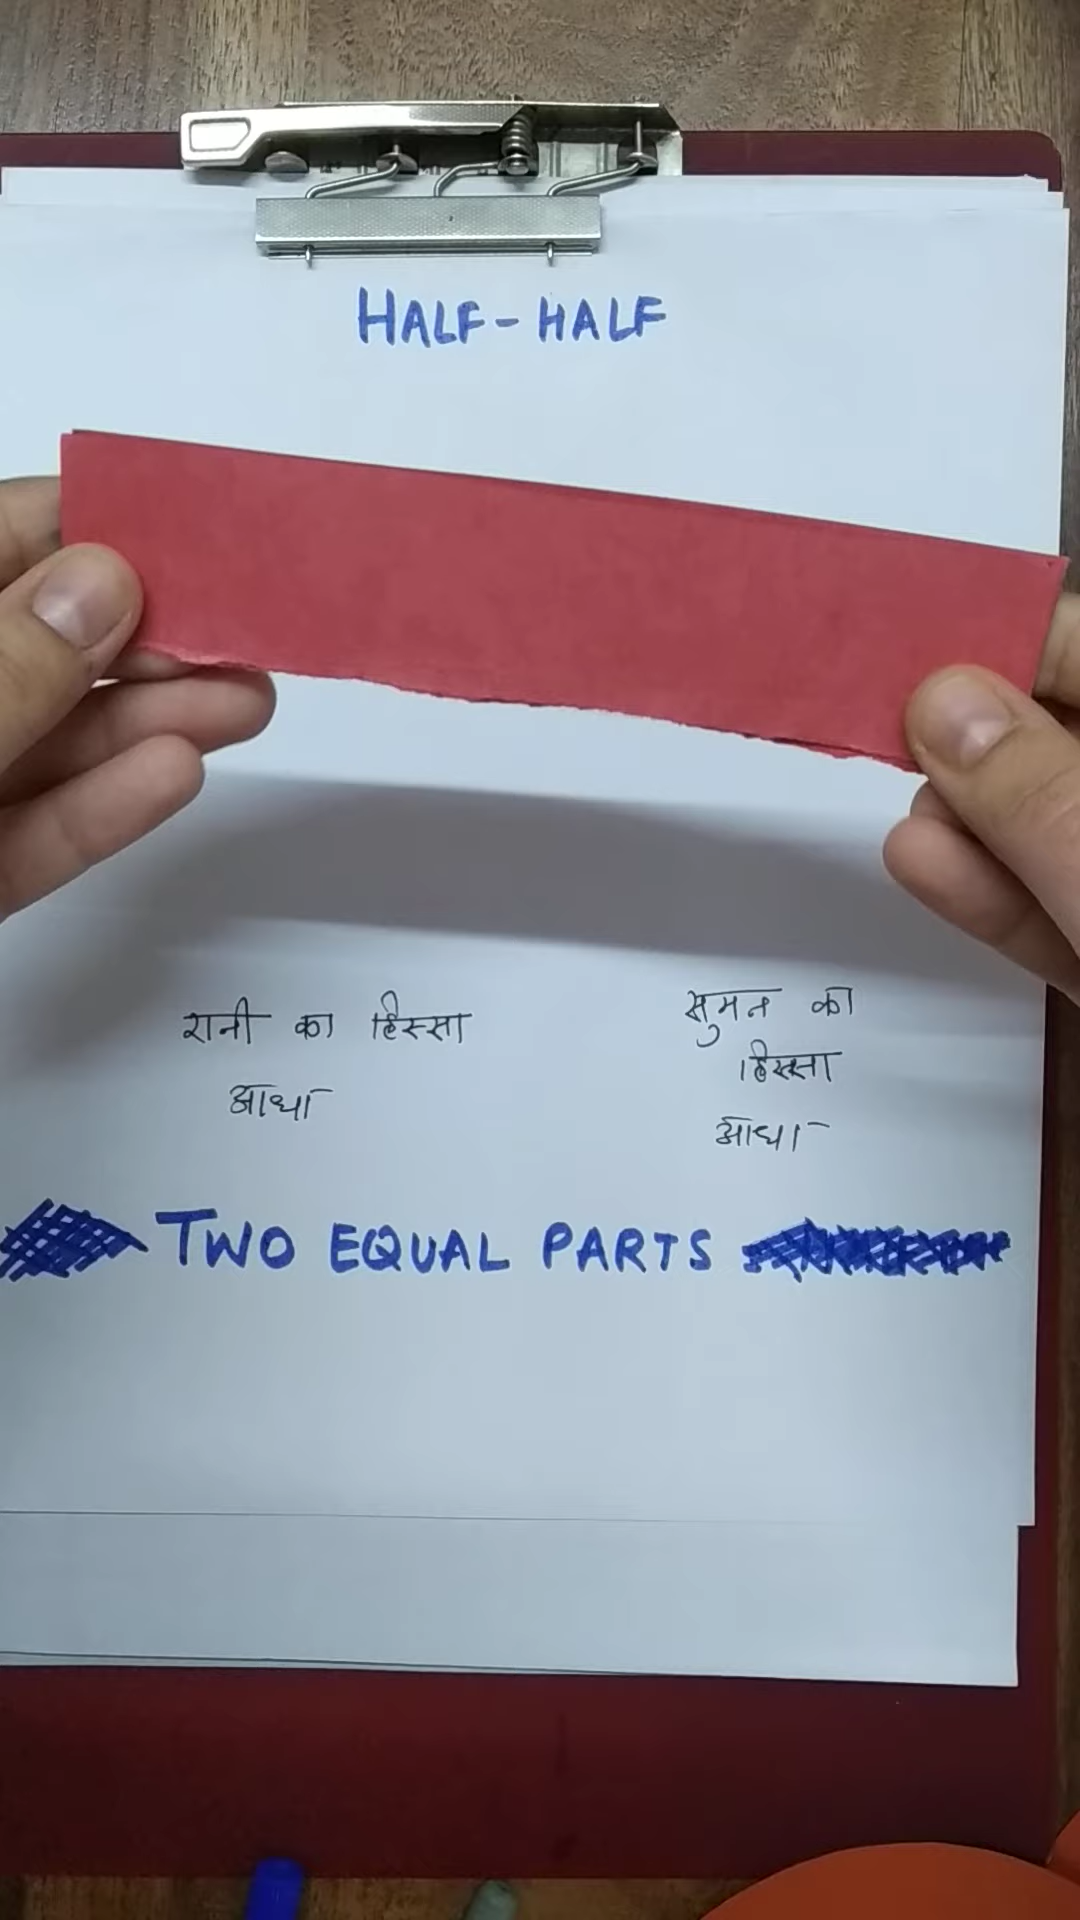 HALF-HALF
रानी का हिस्सा
आधा
सुमन का
हिस्सा
आधा
TWO EQUAL PARTS